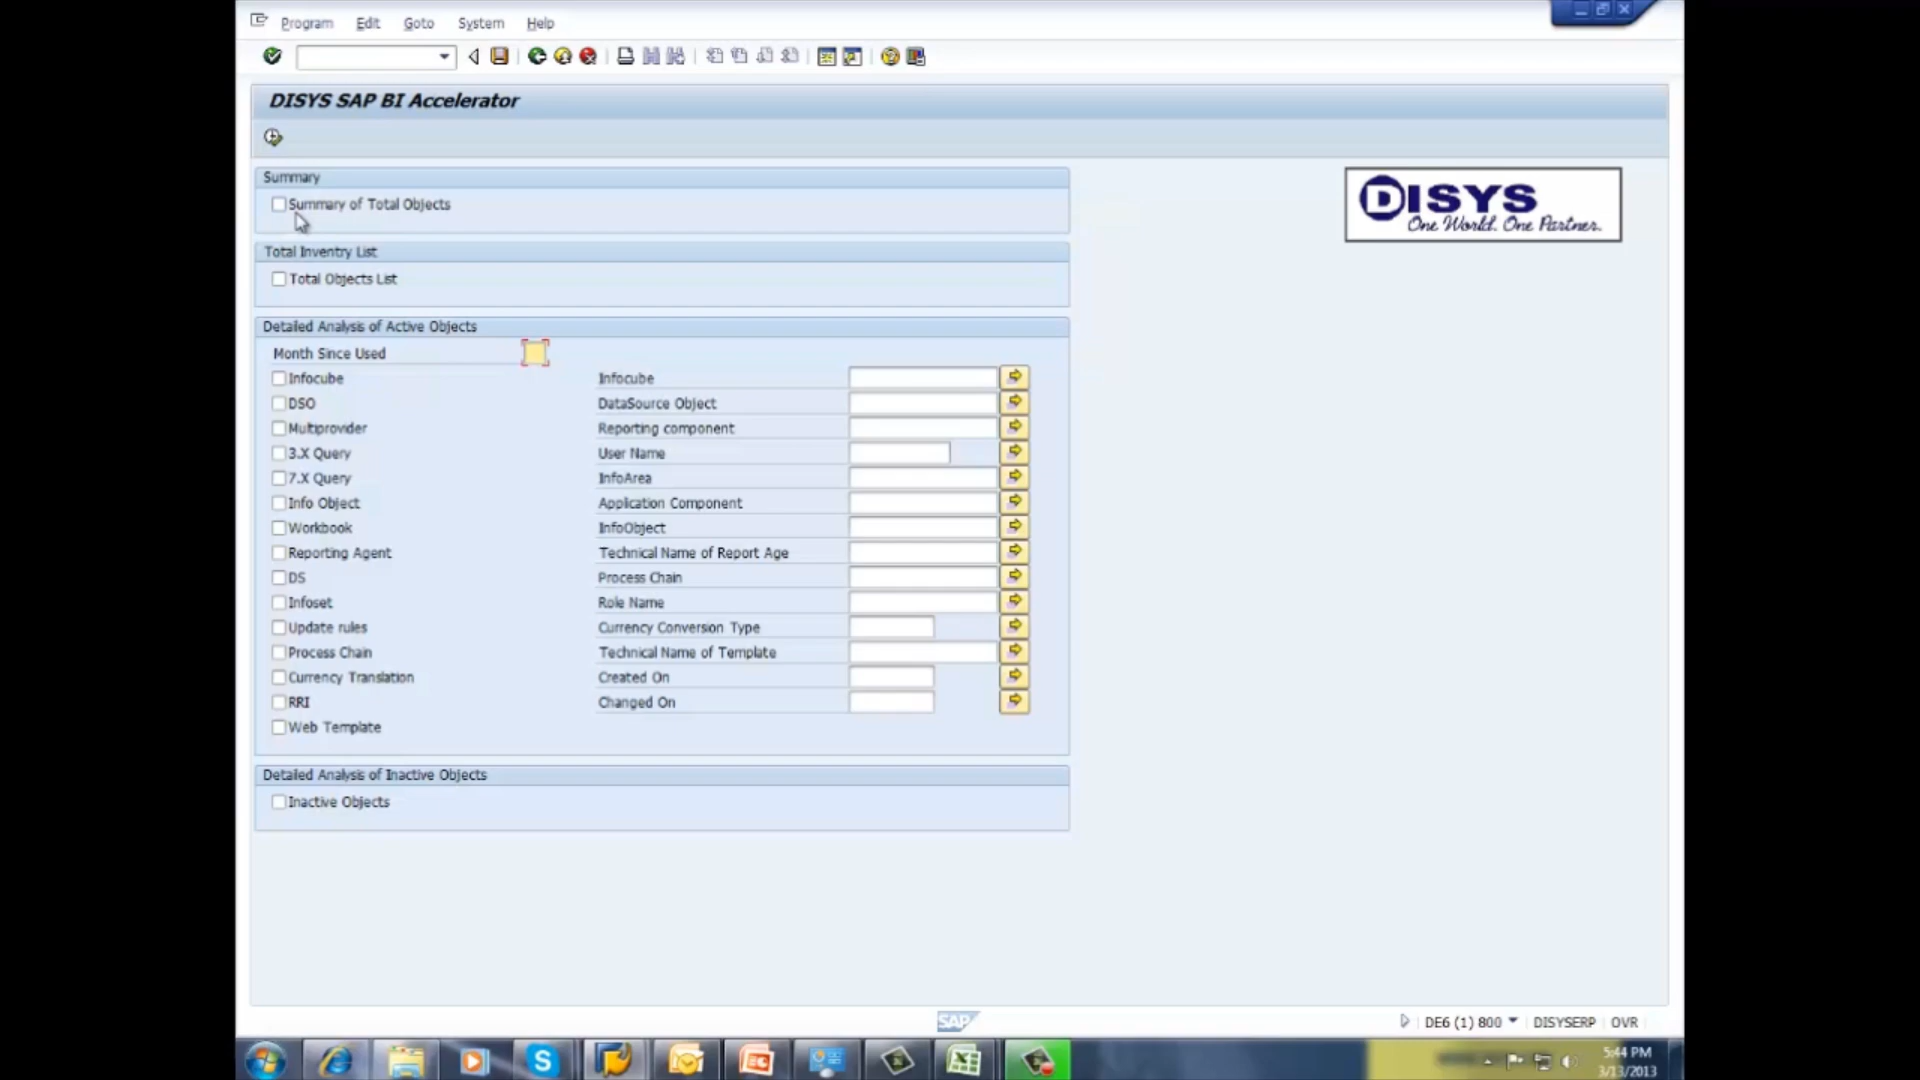 Program Edit Goto System Help
DISYS SAP BI Accelerator
Summary
Summary of Total Objects
DISYS
One World. One Partner.
Total Inventry List
Total Objects List
Detailed Analysis of Active Objects
Month Since Used
Infocube Infocube
DSO DataSource Object
Multiprovider Reporting component
3.X Query User Name
7.X Query InfoArea
Info Object Application Component
Workbook InfoObject
Reporting Agent Technical Name of Report Age
DS Process Chain
Infoset Role Name
Update rules Currency Conversion Type
Process Chain Technical Name of Template
Currency Translation Created On
RRI Changed On
Web Template
Detailed Analysis of Inactive Objects
Inactive Objects
SAP DE6 (1) 800 DISYSERP OVR
5:44 PM
3/13/2013